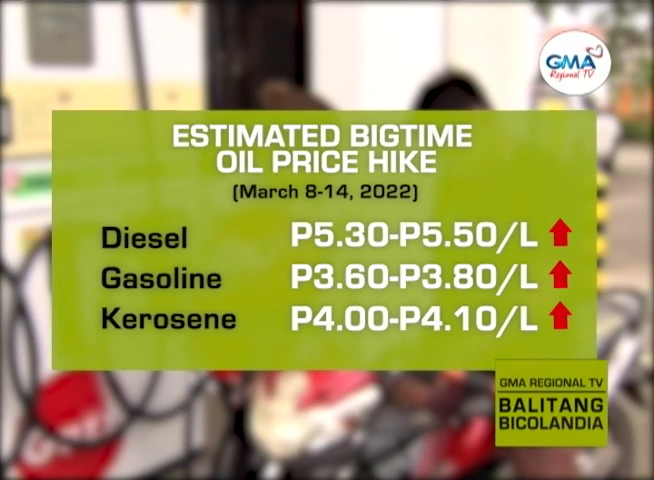 GMA
Regional TV
ESTIMATED BIGTIME
OIL PRICE HIKE
(March 8-14, 2022)
Diesel P5.30-P5.50/L
Gasoline P3.60-P3.80/L
Kerosene P4.00-P4.10/L
GMA REGIONAL TV
BALITANG
BICOLANDIA